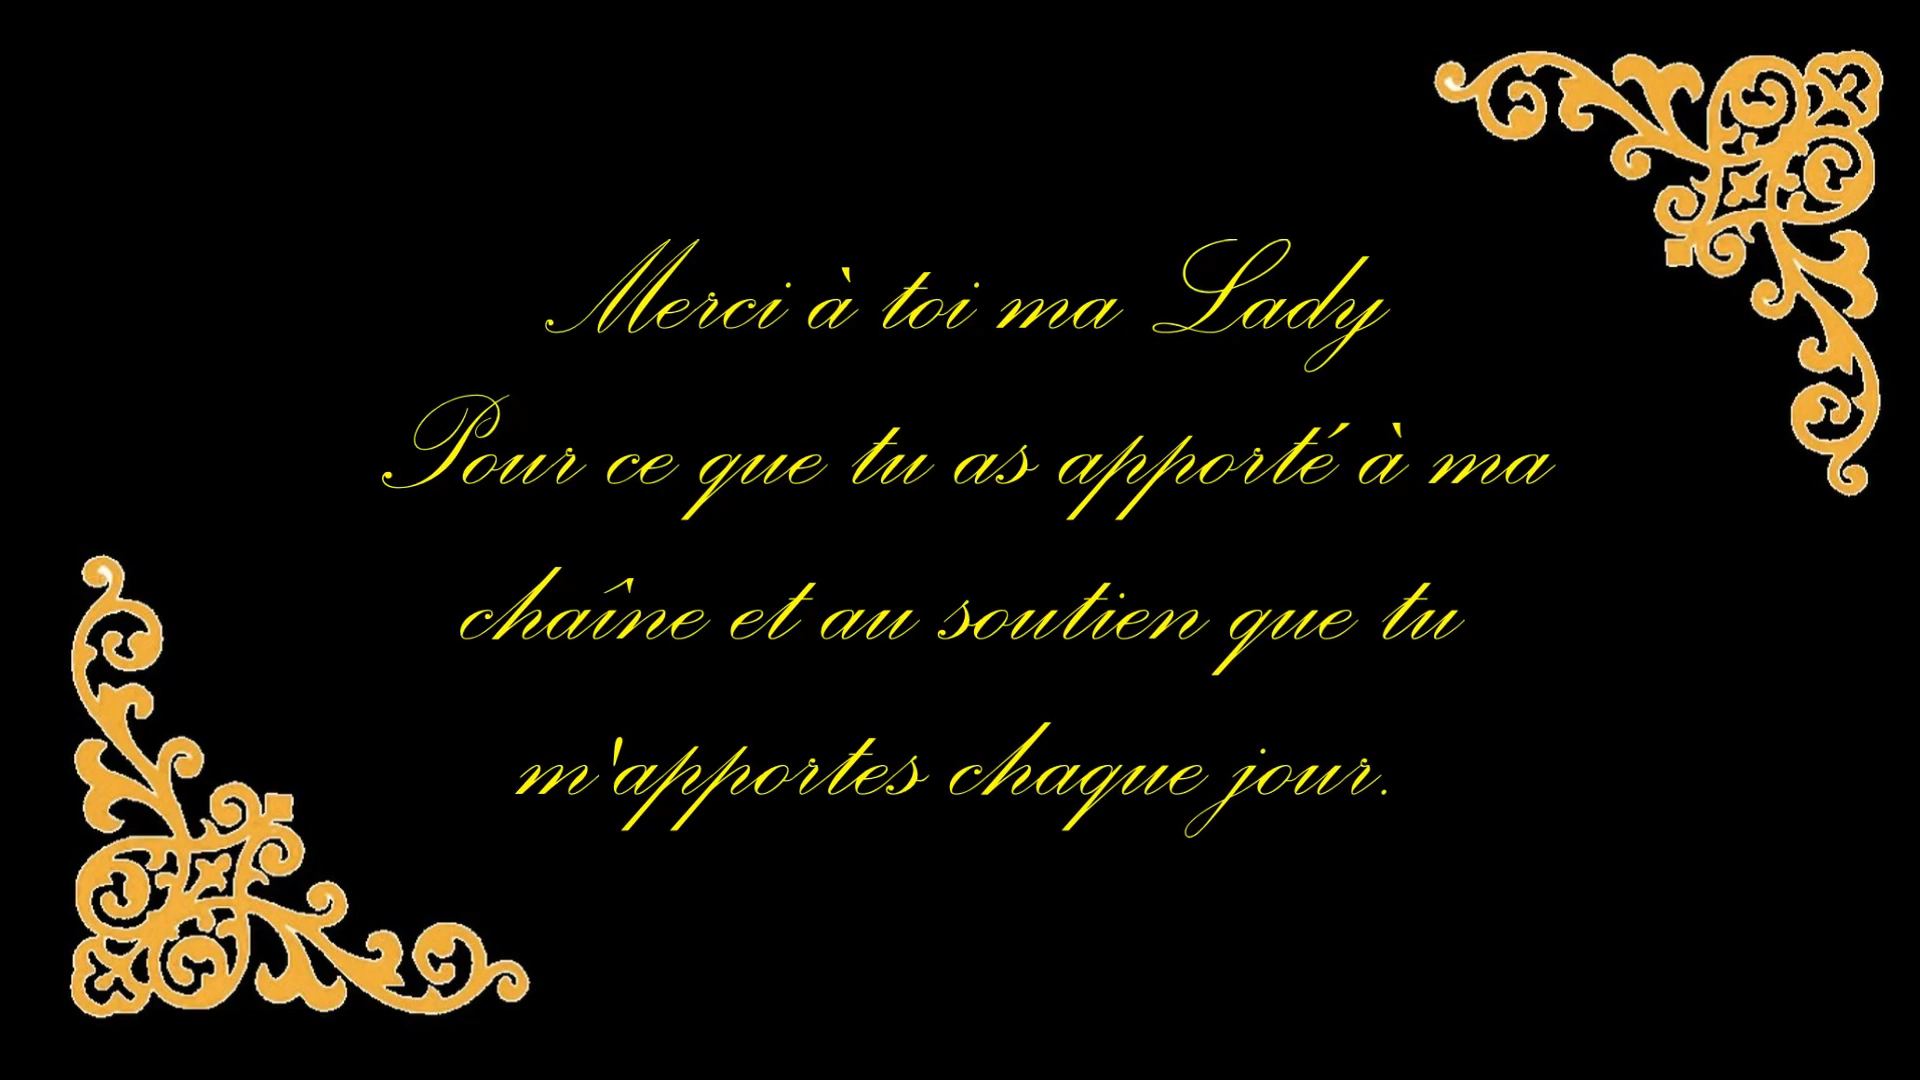 Merci à toi ma Lady
Pour ce que tu as apporté à ma
chaîne et au soutien que tu
m'apportes chaque jour.